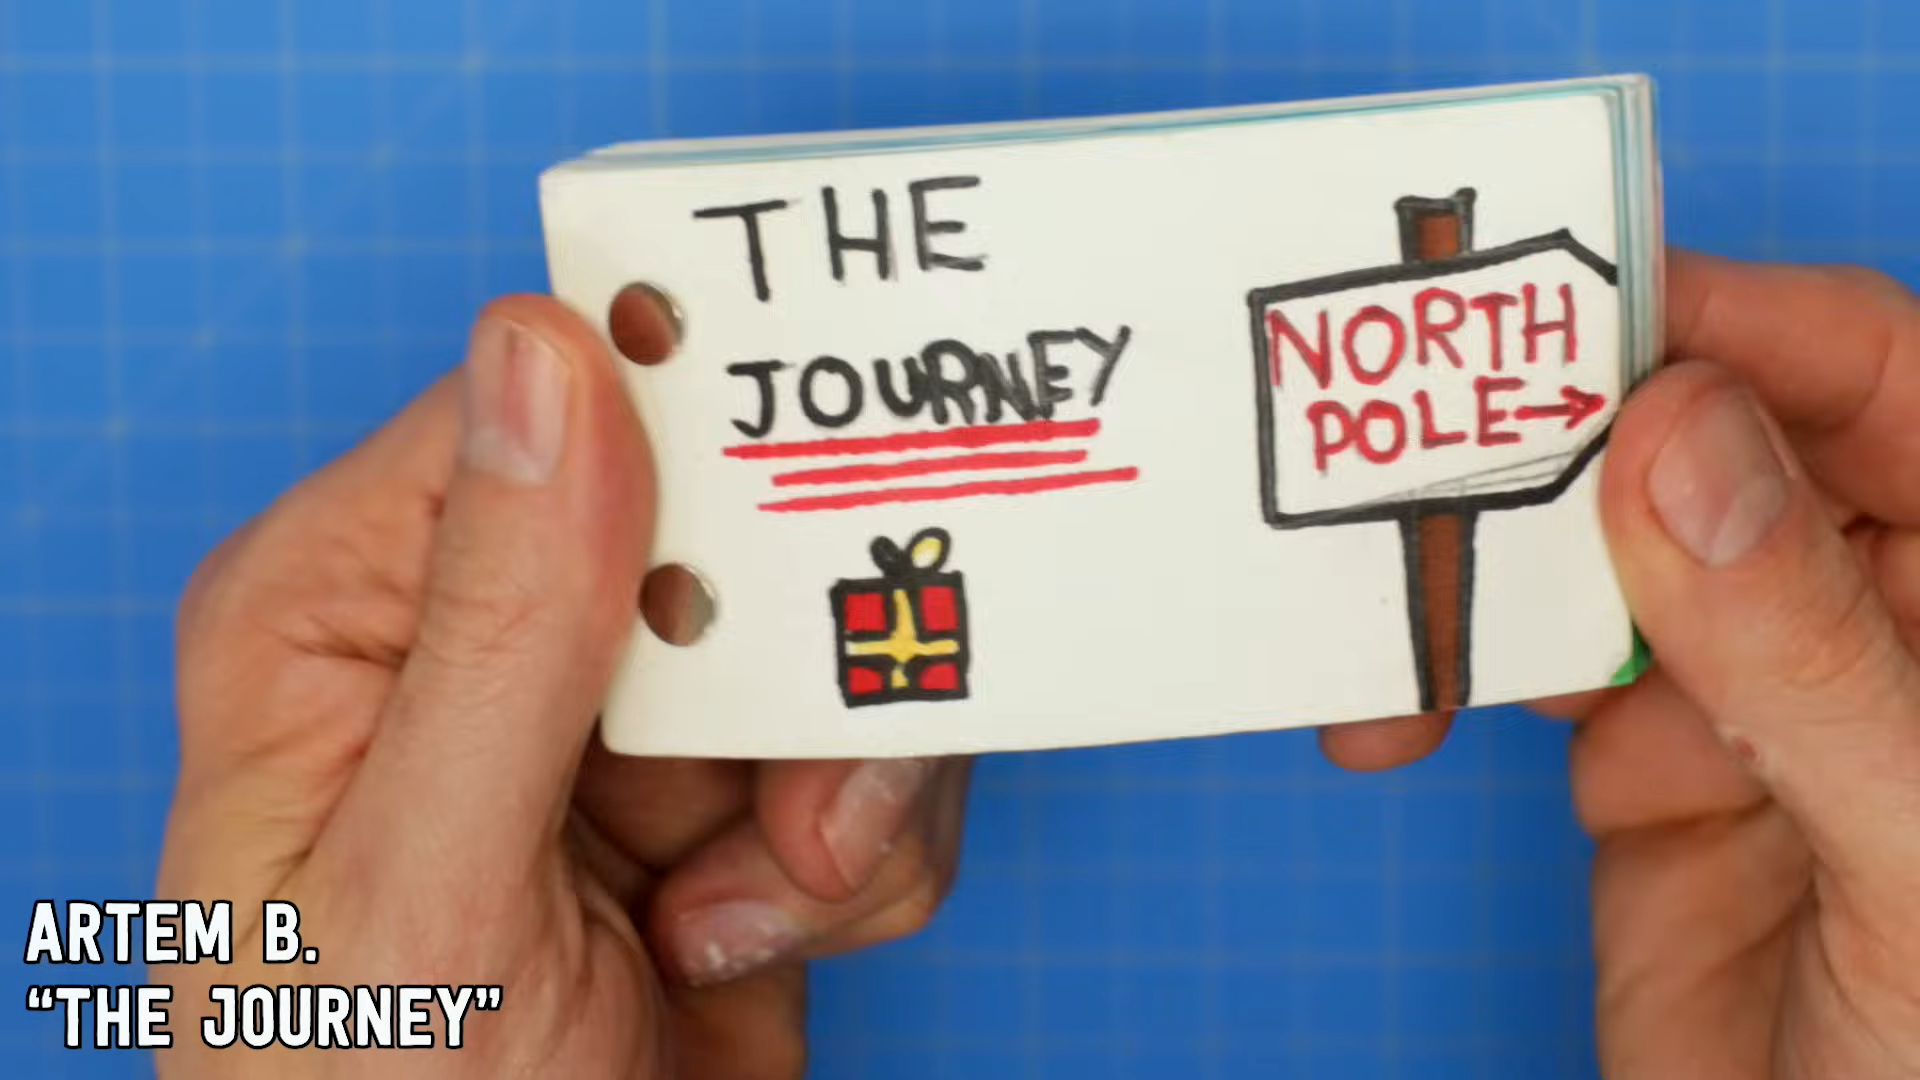 THE
JOURNEY
NORTH
POLE→
ARTEM B.
“THE JOURNEY”